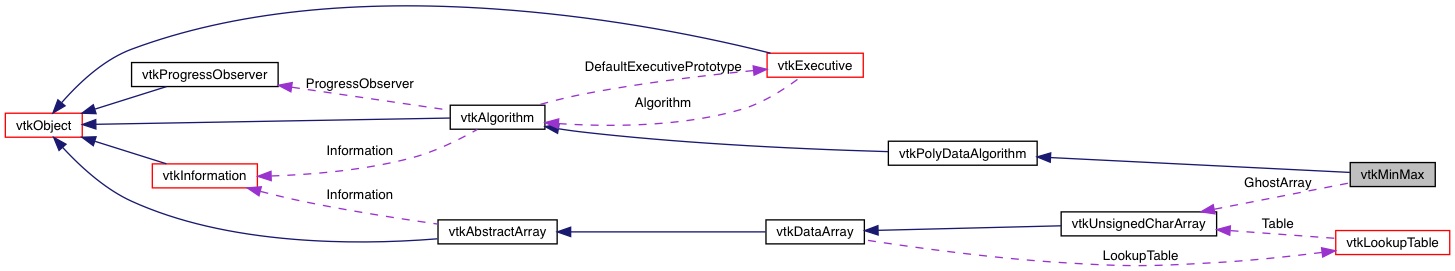 vtkProgressObserver
ProgressObserver
DefaultExecutivePrototype
vtkExecutive
Algorithm
vtkObject
vtkAlgorithm
Information
vtkPolyDataAlgorithm
vtkInformation
vtkMinMax
GhostArray
Information
vtkAbstractArray
vtkDataArray
vtkUnsignedCharArray
Table
vtkLookupTable
LookupTable